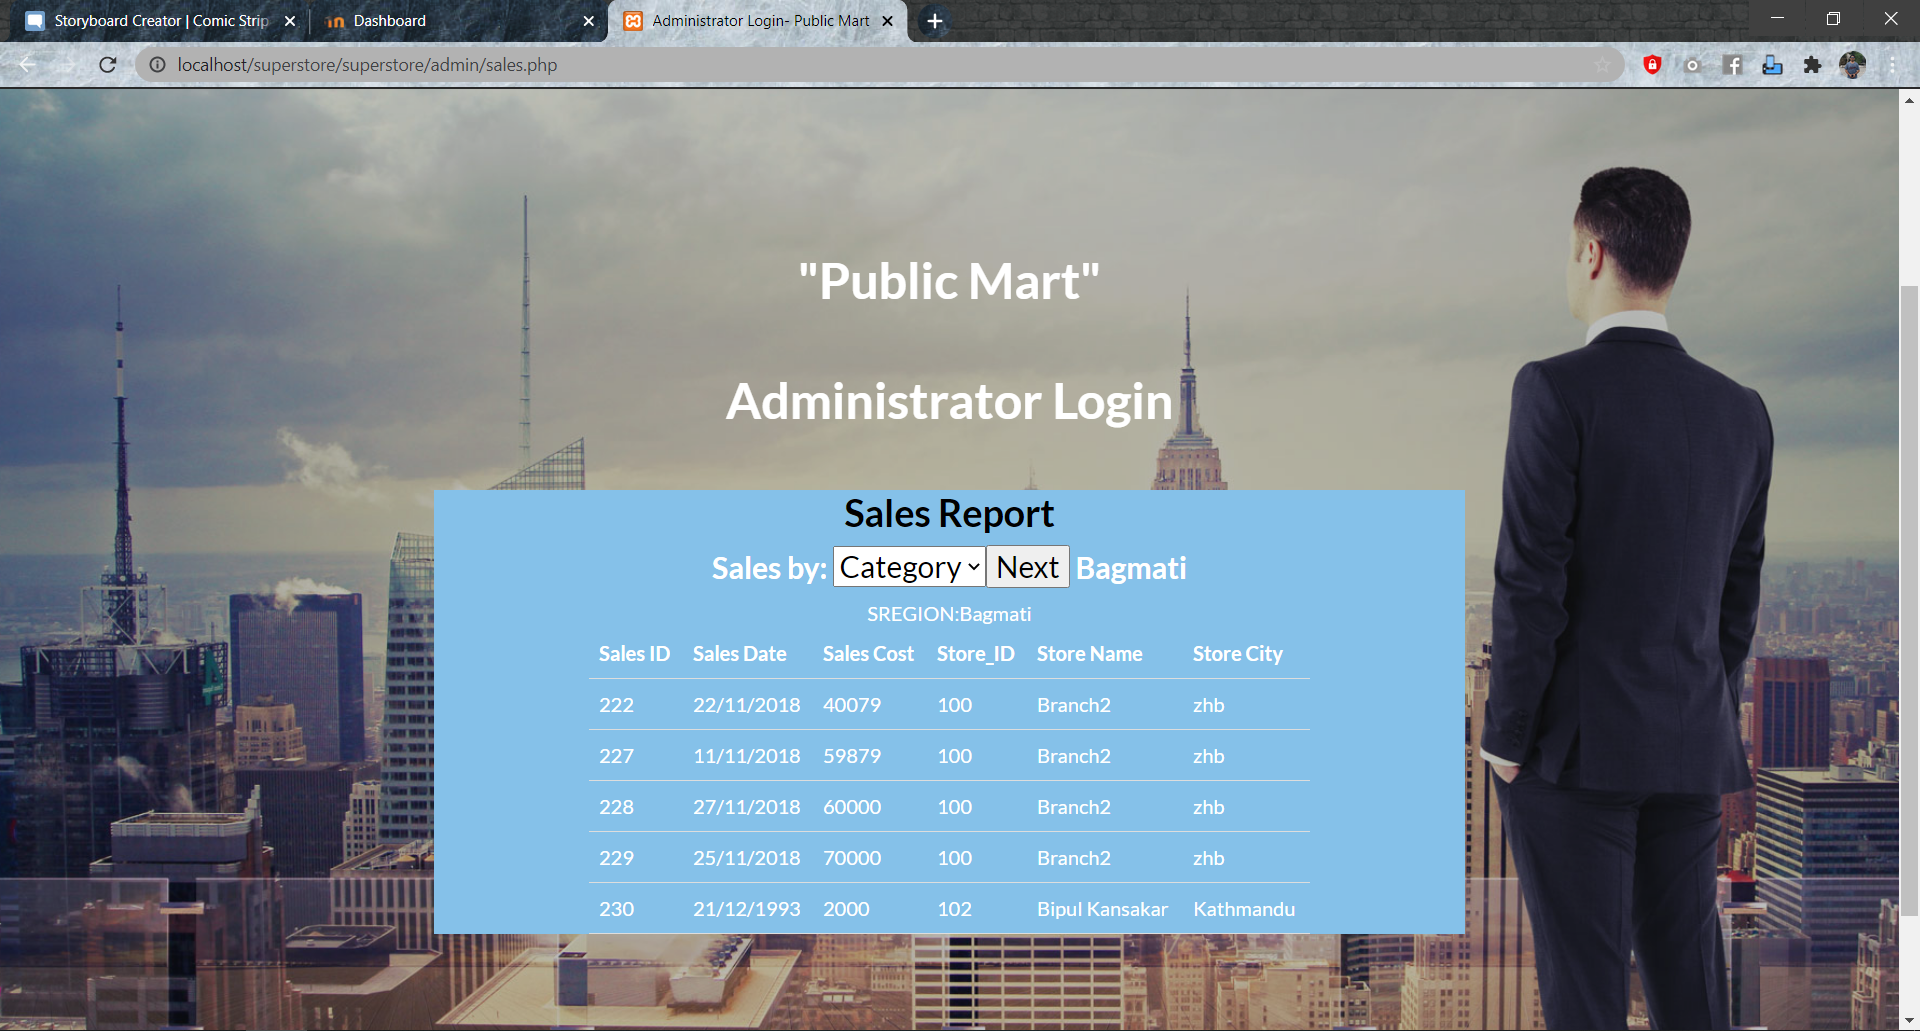 Storyboard Creator | Comic Strip
Dashboard
Administrator Login- Public Mart
localhost/superstore/superstore/admin/sales.php
"Public Mart"
Administrator Login
Sales Report
Sales by: Category Next Bagmati
SREGION:Bagmati
Sales ID Sales Date Sales Cost Store_ID Store Name Store City
222 22/11/2018 40079 100 Branch2 zhb
227 11/11/2018 59879 100 Branch2 zhb
228 27/11/2018 60000 100 Branch2 zhb
229 25/11/2018 70000 100 Branch2 zhb
230 21/12/1993 2000 102 Bipul Kansakar Kathmandu